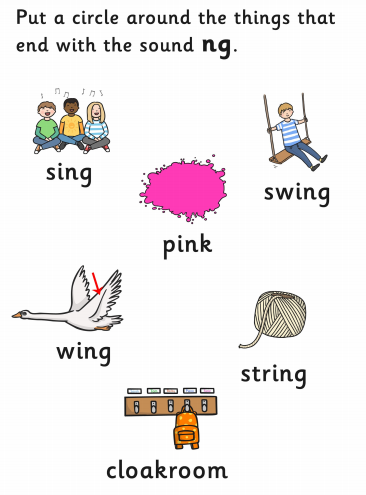 Put a circle around the things that
end with the sound ng.
sing
swing
pink
wing
string
cloakroom